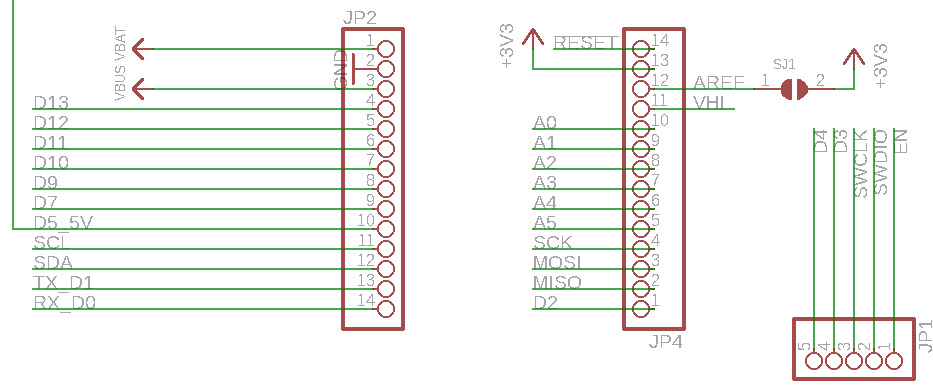 JP2
VBAT
VBUS
GND
1
2
3
D13 4
D12 5
D11 6
D10 7
D9 8
D7 9
D5_5V 10
SCL 11
SDA 12
TX_D1 13
RX_D0 14
+3V3
RESET 14
13
12 AREF
11 VHI
A0 10
A1 9
A2 8
A3 7
A4 6
A5 5
SCK 4
MOSI 3
MISO 2
D2 1
JP4
SJ1
1 2
+3V3
D4
D3
SWCLK
SWDIO
EN
5 4 3 2 1
JP1